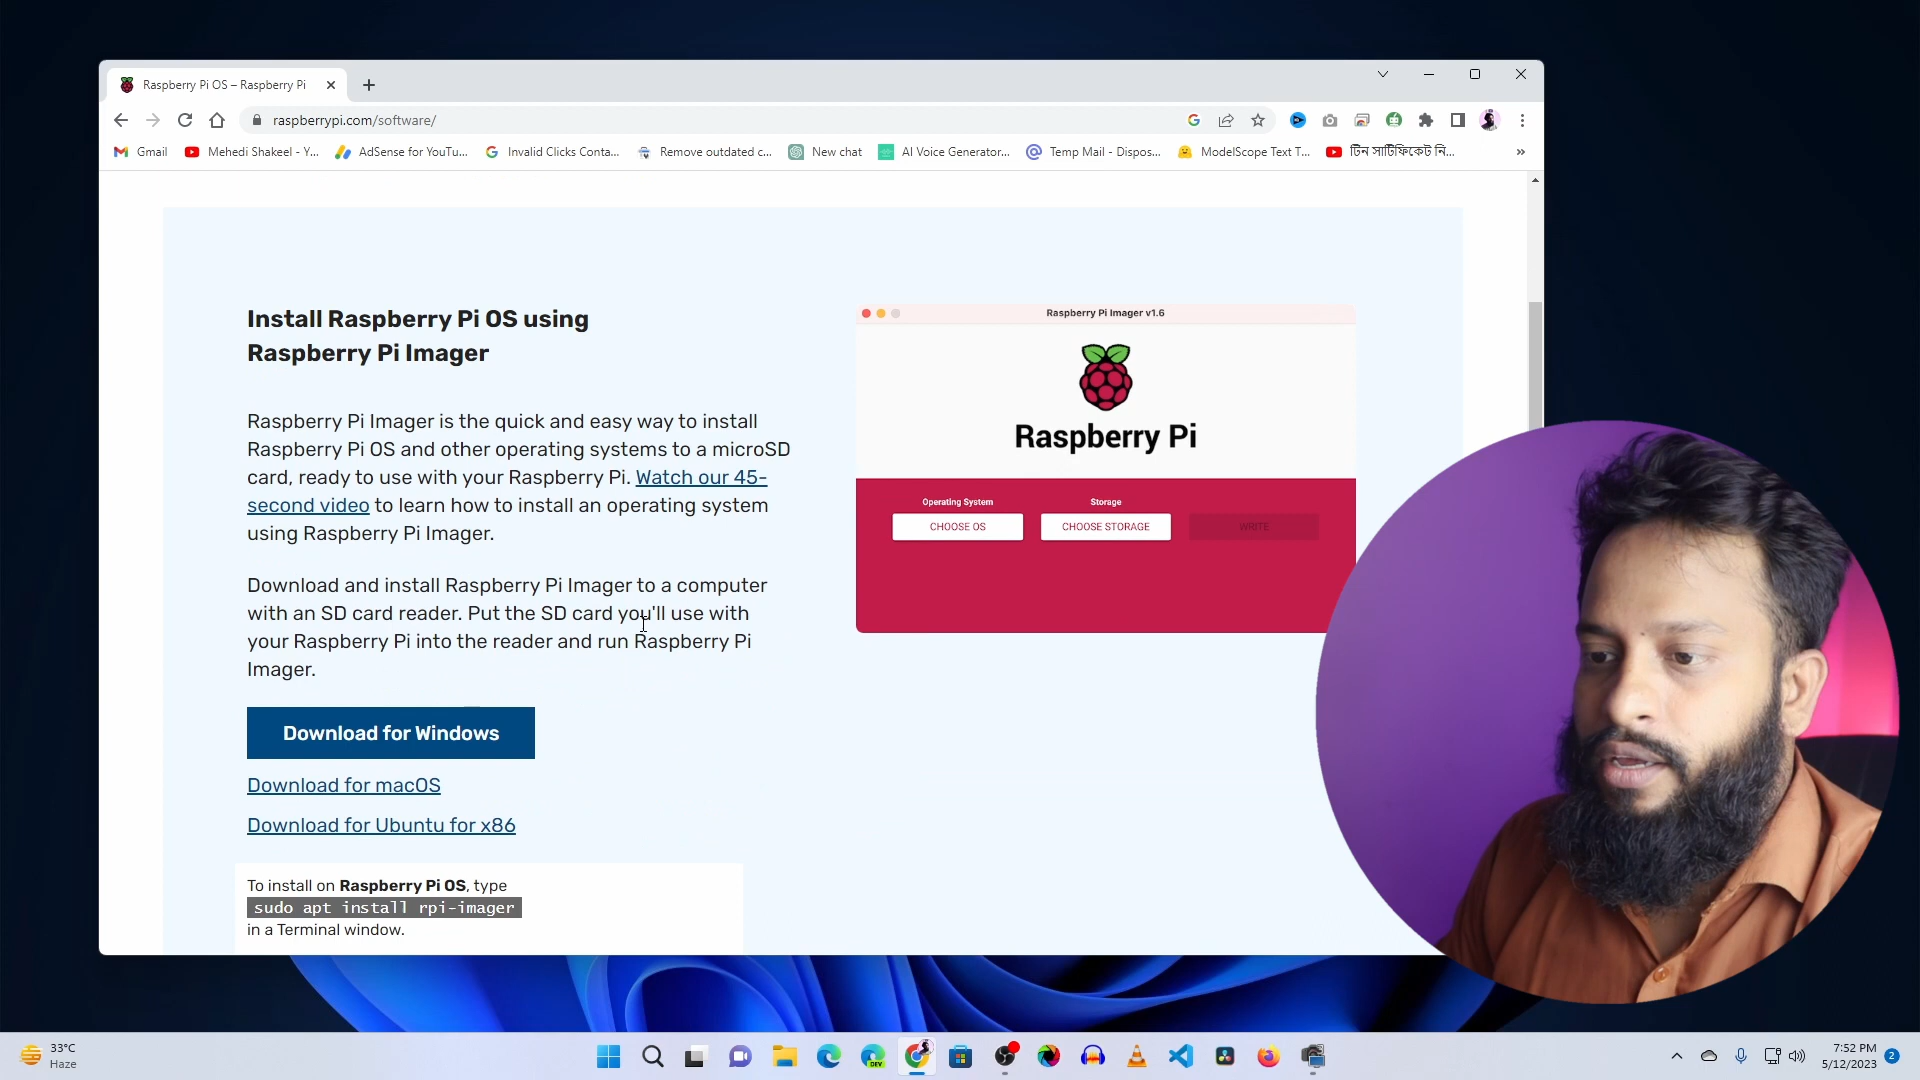 Raspberry Pi OS – Raspberry Pi
raspberrypi.com/software/
Gmail
Mehedi Shakeel - Y...
AdSense for YouTu...
Invalid Clicks Conta...
Remove outdated c...
New chat
AI Voice Generator...
Temp Mail - Dispos...
ModelScope Text T...
টিন সার্টিফিকেট নি...
Install Raspberry Pi OS using
Raspberry Pi Imager
Raspberry Pi Imager is the quick and easy way to install
Raspberry Pi OS and other operating systems to a microSD
card, ready to use with your Raspberry Pi. Watch our 45-
second video to learn how to install an operating system
using Raspberry Pi Imager.
Download and install Raspberry Pi Imager to a computer
with an SD card reader. Put the SD card you'll use with
your Raspberry Pi into the reader and run Raspberry Pi
Imager.
Download for Windows
Download for macOS
Download for Ubuntu for x86
To install on Raspberry Pi OS, type
sudo apt install rpi-imager
in a Terminal window.
Raspberry Pi Imager v1.6
Raspberry Pi
Operating System
Storage
CHOOSE OS
CHOOSE STORAGE
WRITE
33°C
Haze
DEV
7:52 PM
5/12/2023
2